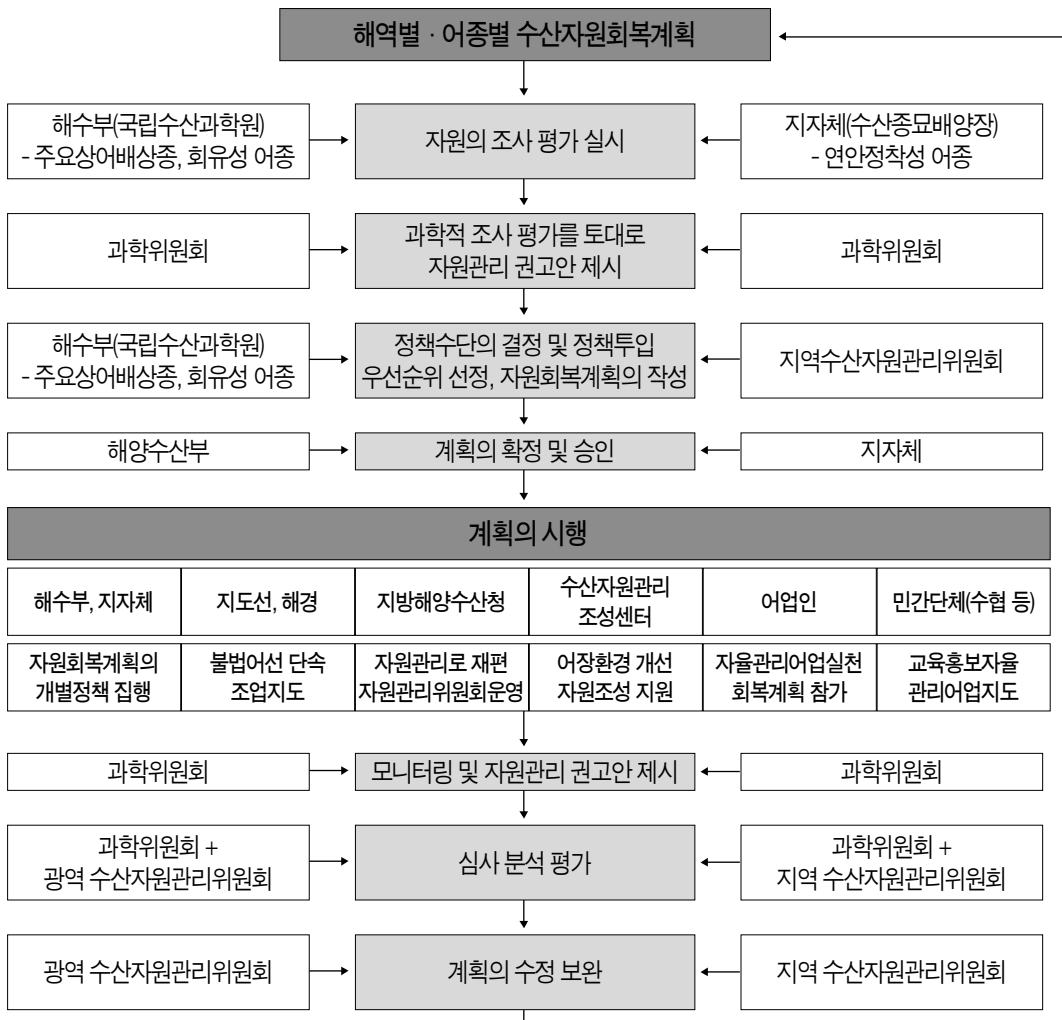 해역별 · 어종별 수산자원회복계획
해수부(국립수산과학원)
- 주요상어배상종, 회유성 어종
자원의 조사 평가 실시
지자체(수산종묘배양장)
- 연안정착성 어종
과학위원회
과학적 조사 평가를 토대로
자원관리 권고안 제시
과학위원회
해수부(국립수산과학원)
- 주요상어배상종, 회유성 어종
정책수단의 결정 및 정책투입
우선순위 선정, 자원회복계획의 작성
지역수산자원관리위원회
해양수산부
계획의 확정 및 승인
지자체
계획의 시행
해수부, 지자체
지도선, 해경
지방해양수산청
수산자원관리
조성센터
어업인
민간단체(수협 등)
자원회복계획의
개별정책 집행
불법어선 단속
조업지도
자원관리로 재편
자원관리위원회운영
어장환경 개선
자원조성 지원
자율관리어업실천
회복계획 참가
교육홍보자율
관리어업지도
과학위원회
모니터링 및 자원관리 권고안 제시
과학위원회
과학위원회 +
광역 수산자원관리위원회
심사 분석 평가
과학위원회 +
지역 수산자원관리위원회
광역 수산자원관리위원회
계획의 수정 보완
지역 수산자원관리위원회